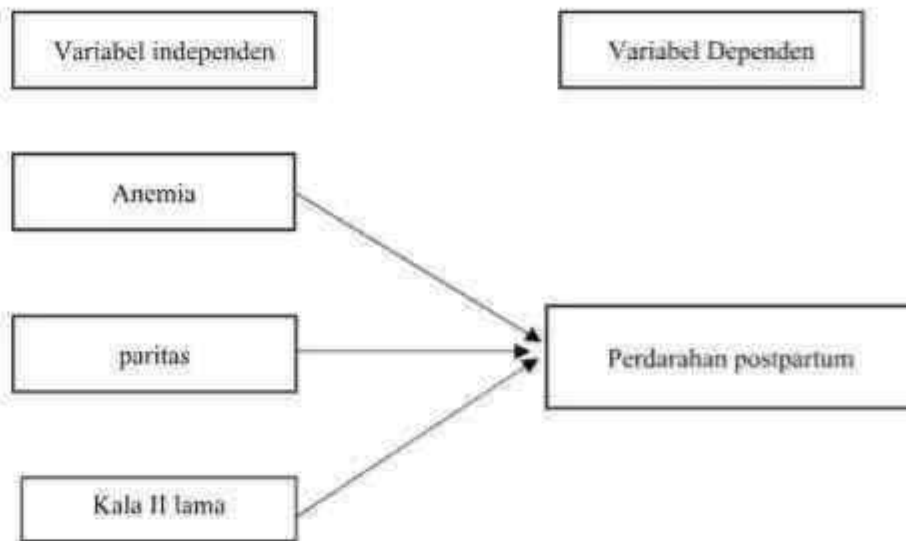 Variabel independen
Variabel Dependen
Anemia
paritas
Perdarahan postpartum
Kala II lama